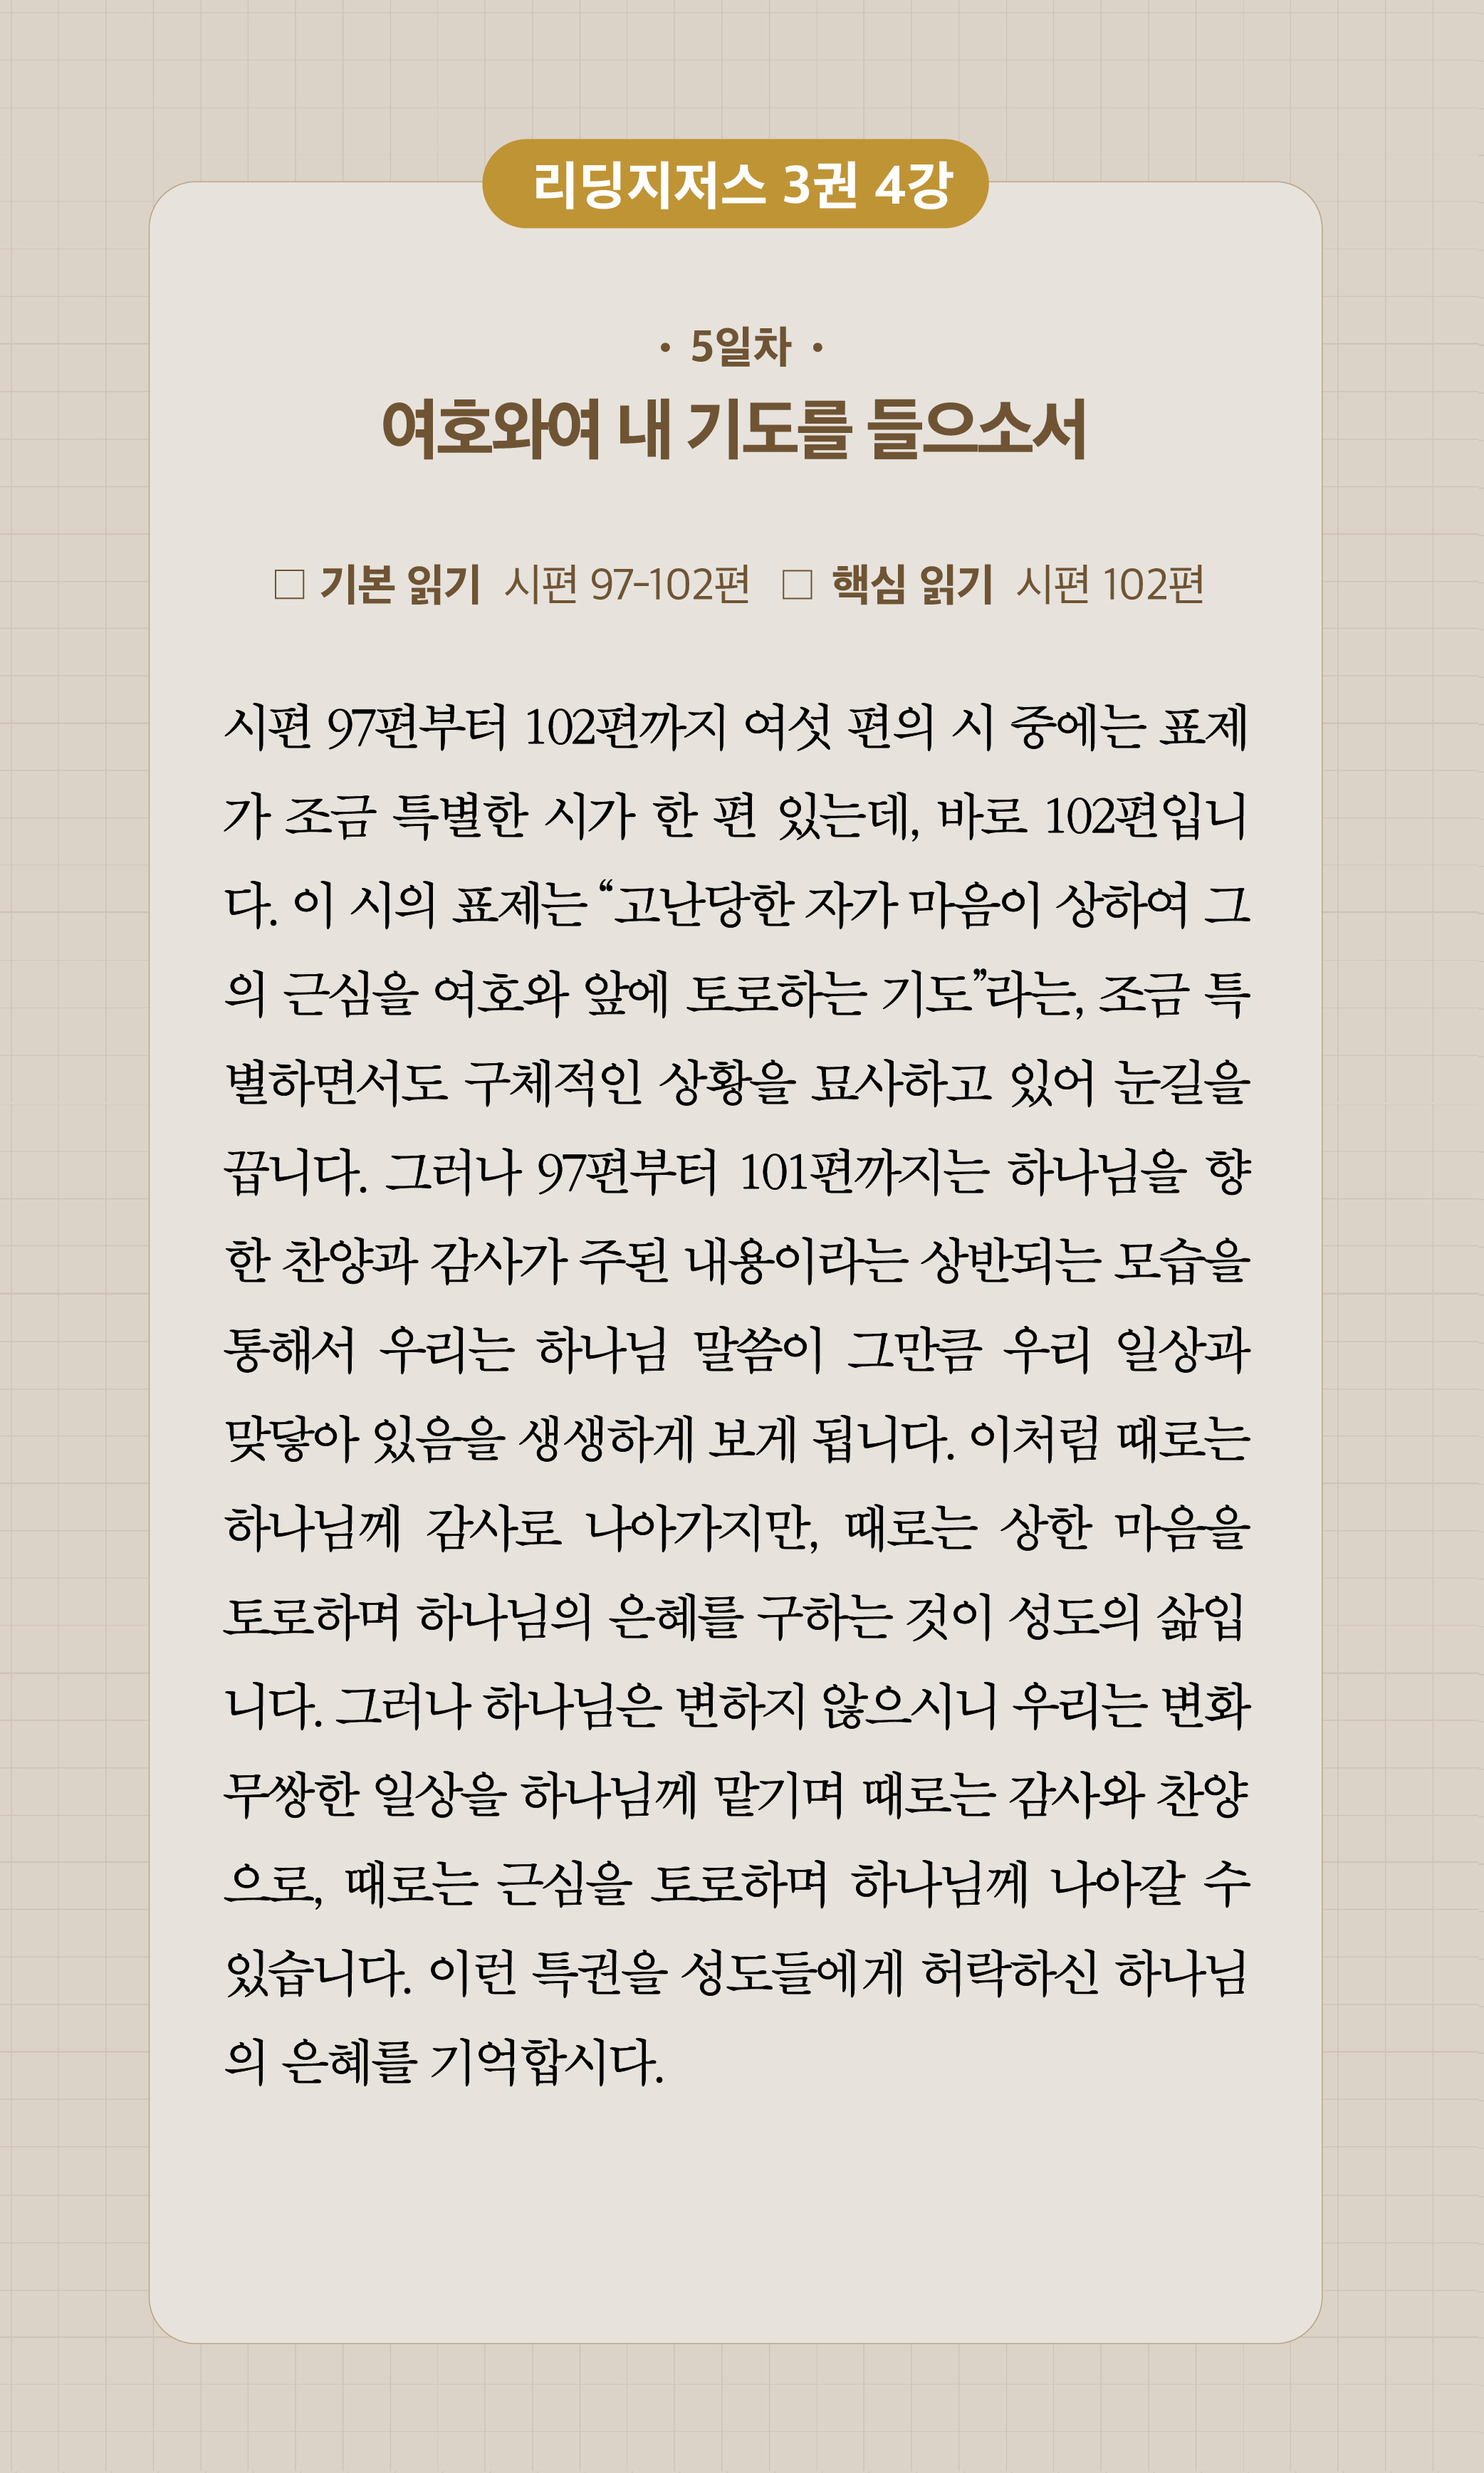 리딩지저스 3권 4강
· 5일차 ·
여호와여 내 기도를 들으소서
□ 기본 읽기 시편 97-102편 □ 핵심 읽기 시편 102편
시편 97편부터 102편까지 여섯 편의 시 중에는 표제
가 조금 특별한 시가 한 편 있는데, 바로 102편입니
다. 이 시의 표제는 “고난당한 자가 마음이 상하여 그
의 근심을 여호와 앞에 토로하는 기도”라는, 조금 특
별하면서도 구체적인 상황을 묘사하고 있어 눈길을
끕니다. 그러나 97편부터 101편까지는 하나님을 향
한 찬양과 감사가 주된 내용이라는 상반되는 모습을
통해서 우리는 하나님 말씀이 그만큼 우리 일상과
맞닿아 있음을 생생하게 보게 됩니다. 이처럼 때로는
하나님께 감사로 나아가지만, 때로는 상한 마음을
토로하며 하나님의 은혜를 구하는 것이 성도의 삶입
니다. 그러나 하나님은 변하지 않으시니 우리는 변화
무쌍한 일상을 하나님께 맡기며 때로는 감사와 찬양
으로, 때로는 근심을 토로하며 하나님께 나아갈 수
있습니다. 이런 특권을 성도들에게 허락하신 하나님
의 은혜를 기억합시다.